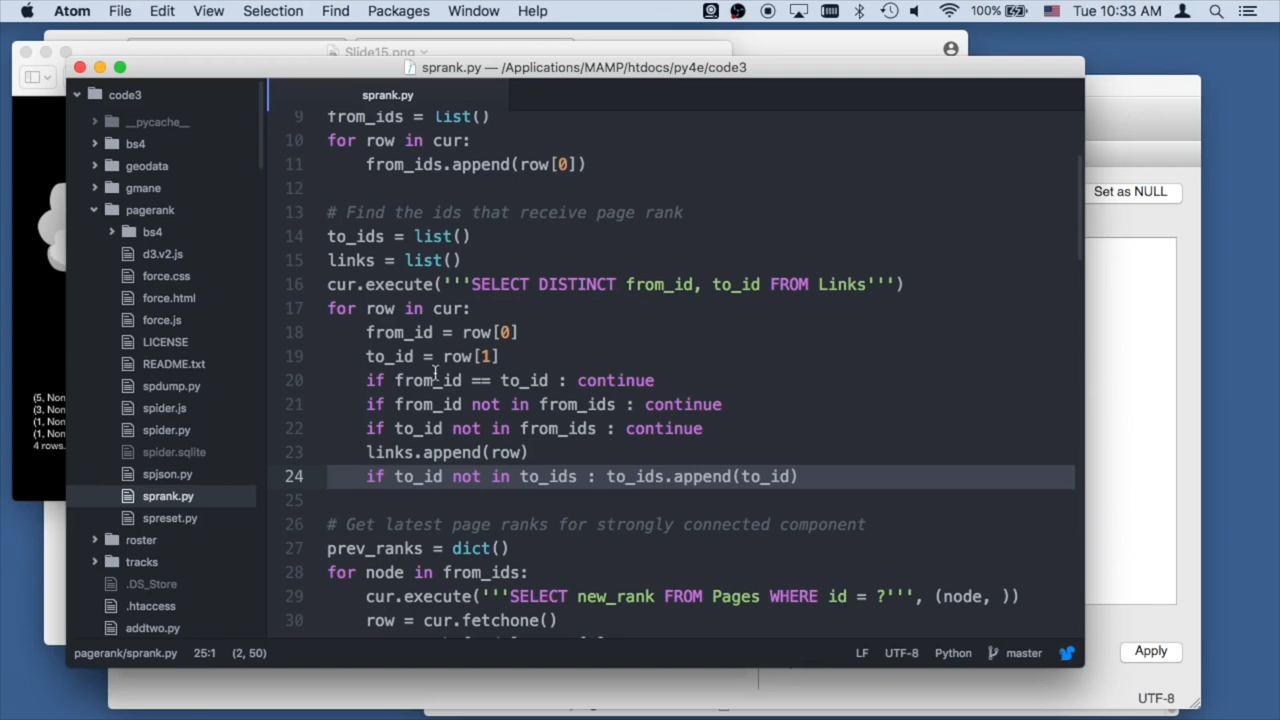 Atom File Edit View Selection Find Packages Window Help 100% Tue 10:33 AM
Slide15.png
sprank.py — /Applications/MAMP/htdocs/py4e/code3
code3
__pycache__
bs4
geodata
gmane
pagerank
bs4
d3.v2.js
force.css
force.html
force.js
LICENSE
README.txt
spdump.py
spider.js
spider.py
spider.sqlite
spjson.py
sprank.py
spreset.py
roster
tracks
.DS_Store
.htaccess
addtwo.py
sprank.py
9 from_ids = list()
10 for row in cur:
11 from_ids.append(row[0])
12
13 # Find the ids that receive page rank
14 to_ids = list()
15 links = list()
16 cur.execute('''SELECT DISTINCT from_id, to_id FROM Links''')
17 for row in cur:
18 from_id = row[0]
19 to_id = row[1]
20 if from_id == to_id : continue
21 if from_id not in from_ids : continue
22 if to_id not in from_ids : continue
23 links.append(row)
24 if to_id not in to_ids : to_ids.append(to_id)
25
26 # Get latest page ranks for strongly connected component
27 prev_ranks = dict()
28 for node in from_ids:
29 cur.execute('''SELECT new_rank FROM Pages WHERE id = ?''', (node, ))
30 row = cur.fetchone()
pagerank/sprank.py 25:1 (2, 50) LF UTF-8 Python master
(5, Non
(3, Non
(1, Non
(1, Non
4 rows.
Set as NULL
Apply
UTF-8